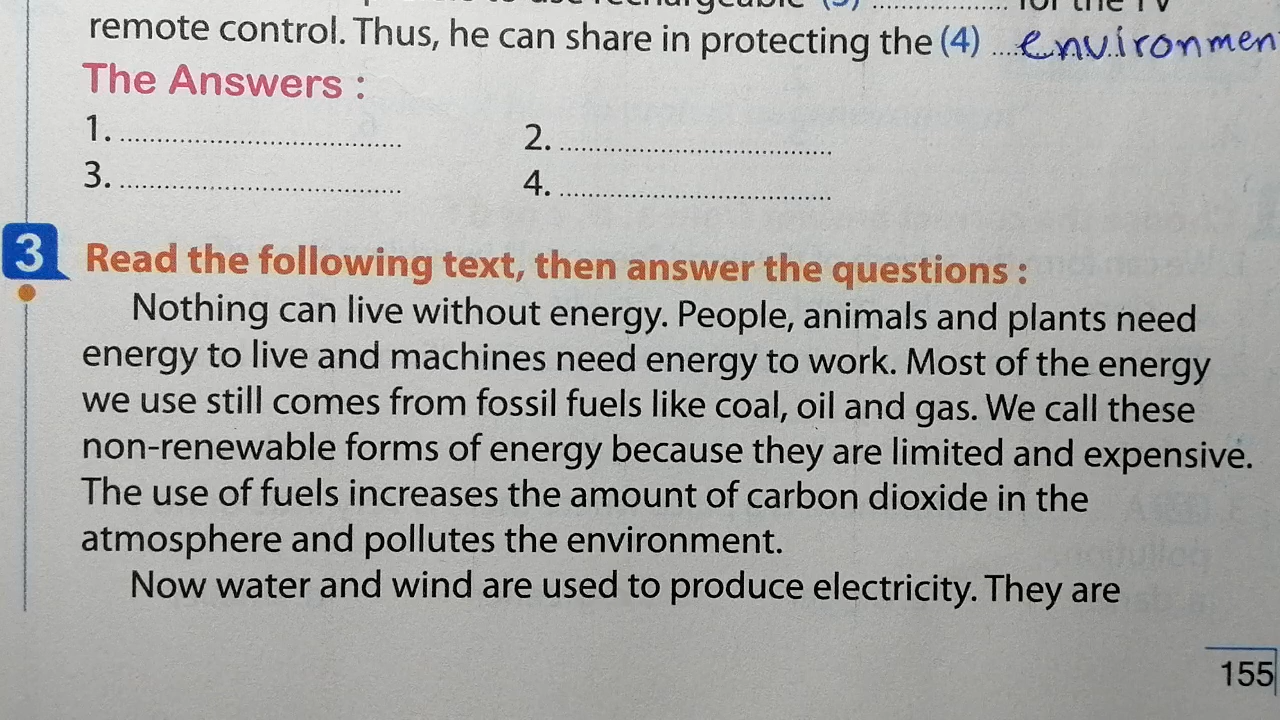 rechargeable (3) .................... for the TV
remote control. Thus, he can share in protecting the (4) ...environmen
The Answers :
1. ........................................ 2. ........................................
3. ........................................ 4. ........................................
3 Read the following text, then answer the questions :
Nothing can live without energy. People, animals and plants need
energy to live and machines need energy to work. Most of the energy
we use still comes from fossil fuels like coal, oil and gas. We call these
non-renewable forms of energy because they are limited and expensive.
The use of fuels increases the amount of carbon dioxide in the
atmosphere and pollutes the environment.
Now water and wind are used to produce electricity. They are
155